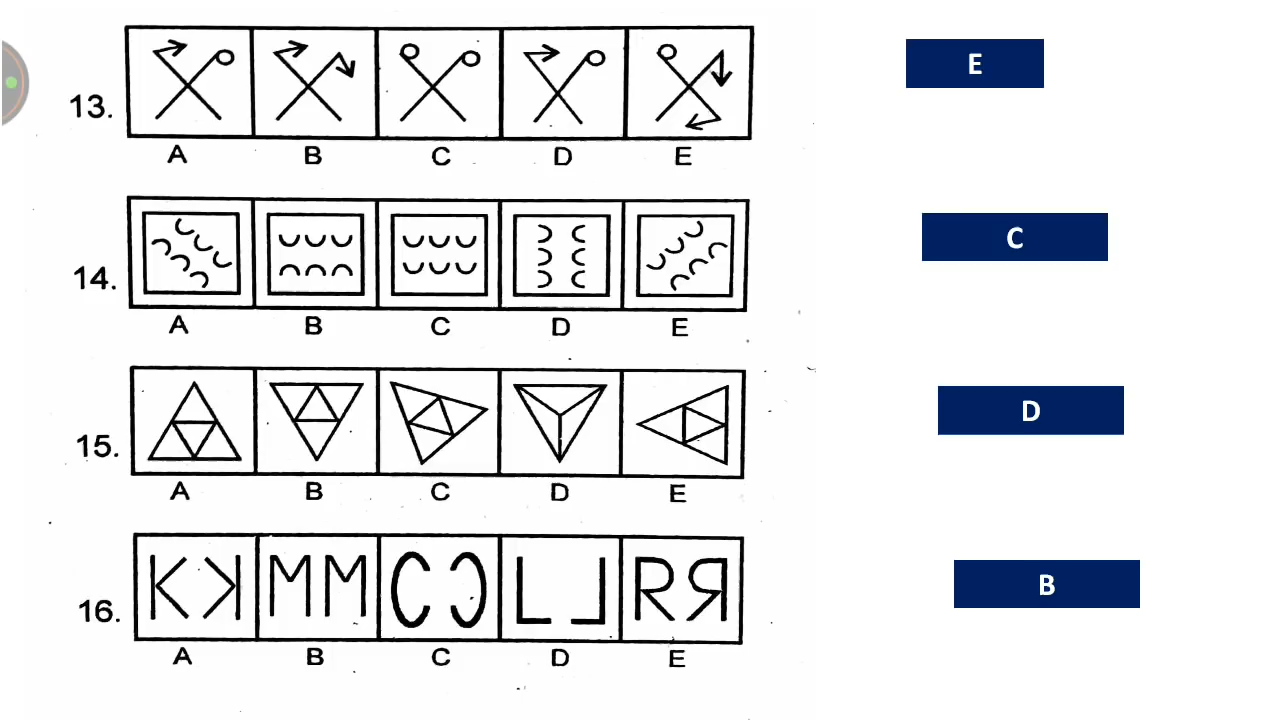 13.
A B C D E
E
14.
A B C D E
C
15.
A B C D E
D
16.
K K M M C C L L R R
A B C D E
B